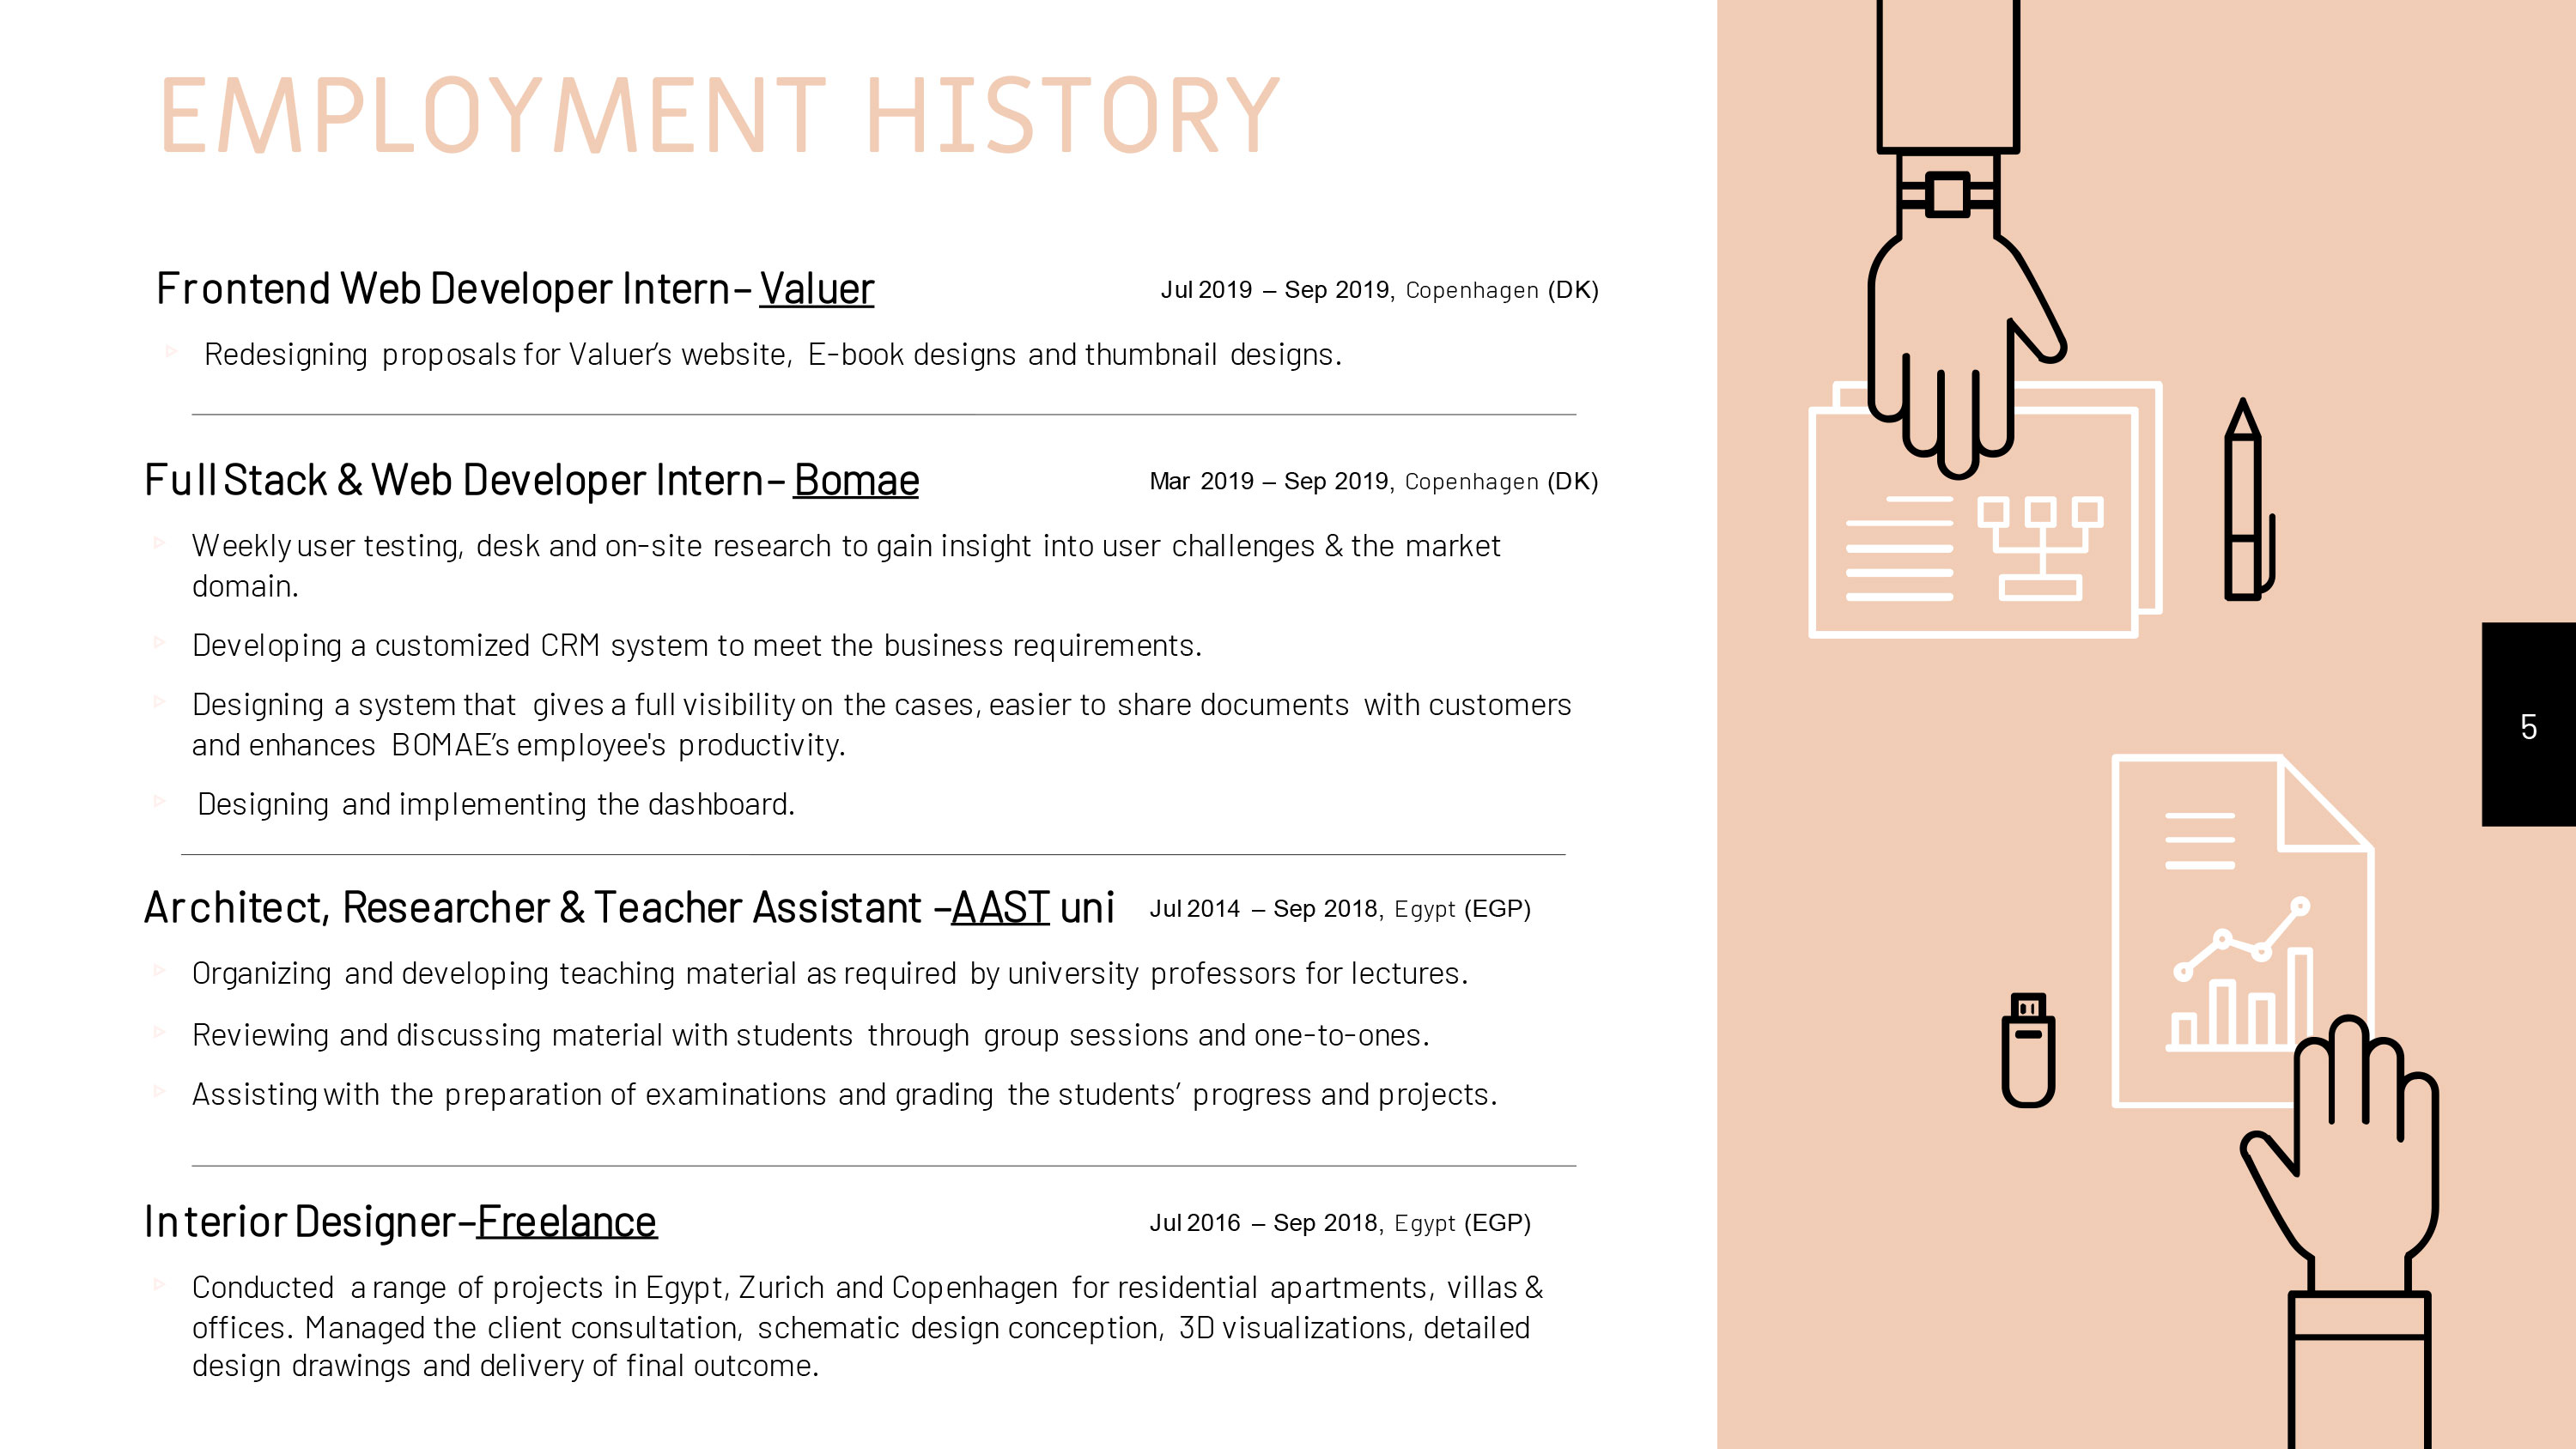 EMPLOYMENT HISTORY
Frontend Web Developer Intern– Valuer
Jul 2019 – Sep 2019, Copenhagen (DK)
Redesigning proposals for Valuer’s website, E-book designs and thumbnail designs.
Full Stack & Web Developer Intern– Bomae
Mar 2019 – Sep 2019, Copenhagen (DK)
Weekly user testing, desk and on-site research to gain insight into user challenges & the market
domain.
Developing a customized CRM system to meet the business requirements.
Designing a system that gives a full visibility on the cases, easier to share documents with customers
and enhances BOMAE’s employee's productivity.
Designing and implementing the dashboard.
Architect, Researcher & Teacher Assistant –AAST uni
Jul 2014 – Sep 2018, Egypt (EGP)
Organizing and developing teaching material as required by university professors for lectures.
Reviewing and discussing material with students through group sessions and one-to-ones.
Assisting with the preparation of examinations and grading the students’ progress and projects.
Interior Designer–Freelance
Jul 2016 – Sep 2018, Egypt (EGP)
Conducted a range of projects in Egypt, Zurich and Copenhagen for residential apartments, villas &
offices. Managed the client consultation, schematic design conception, 3D visualizations, detailed
design drawings and delivery of final outcome.
5